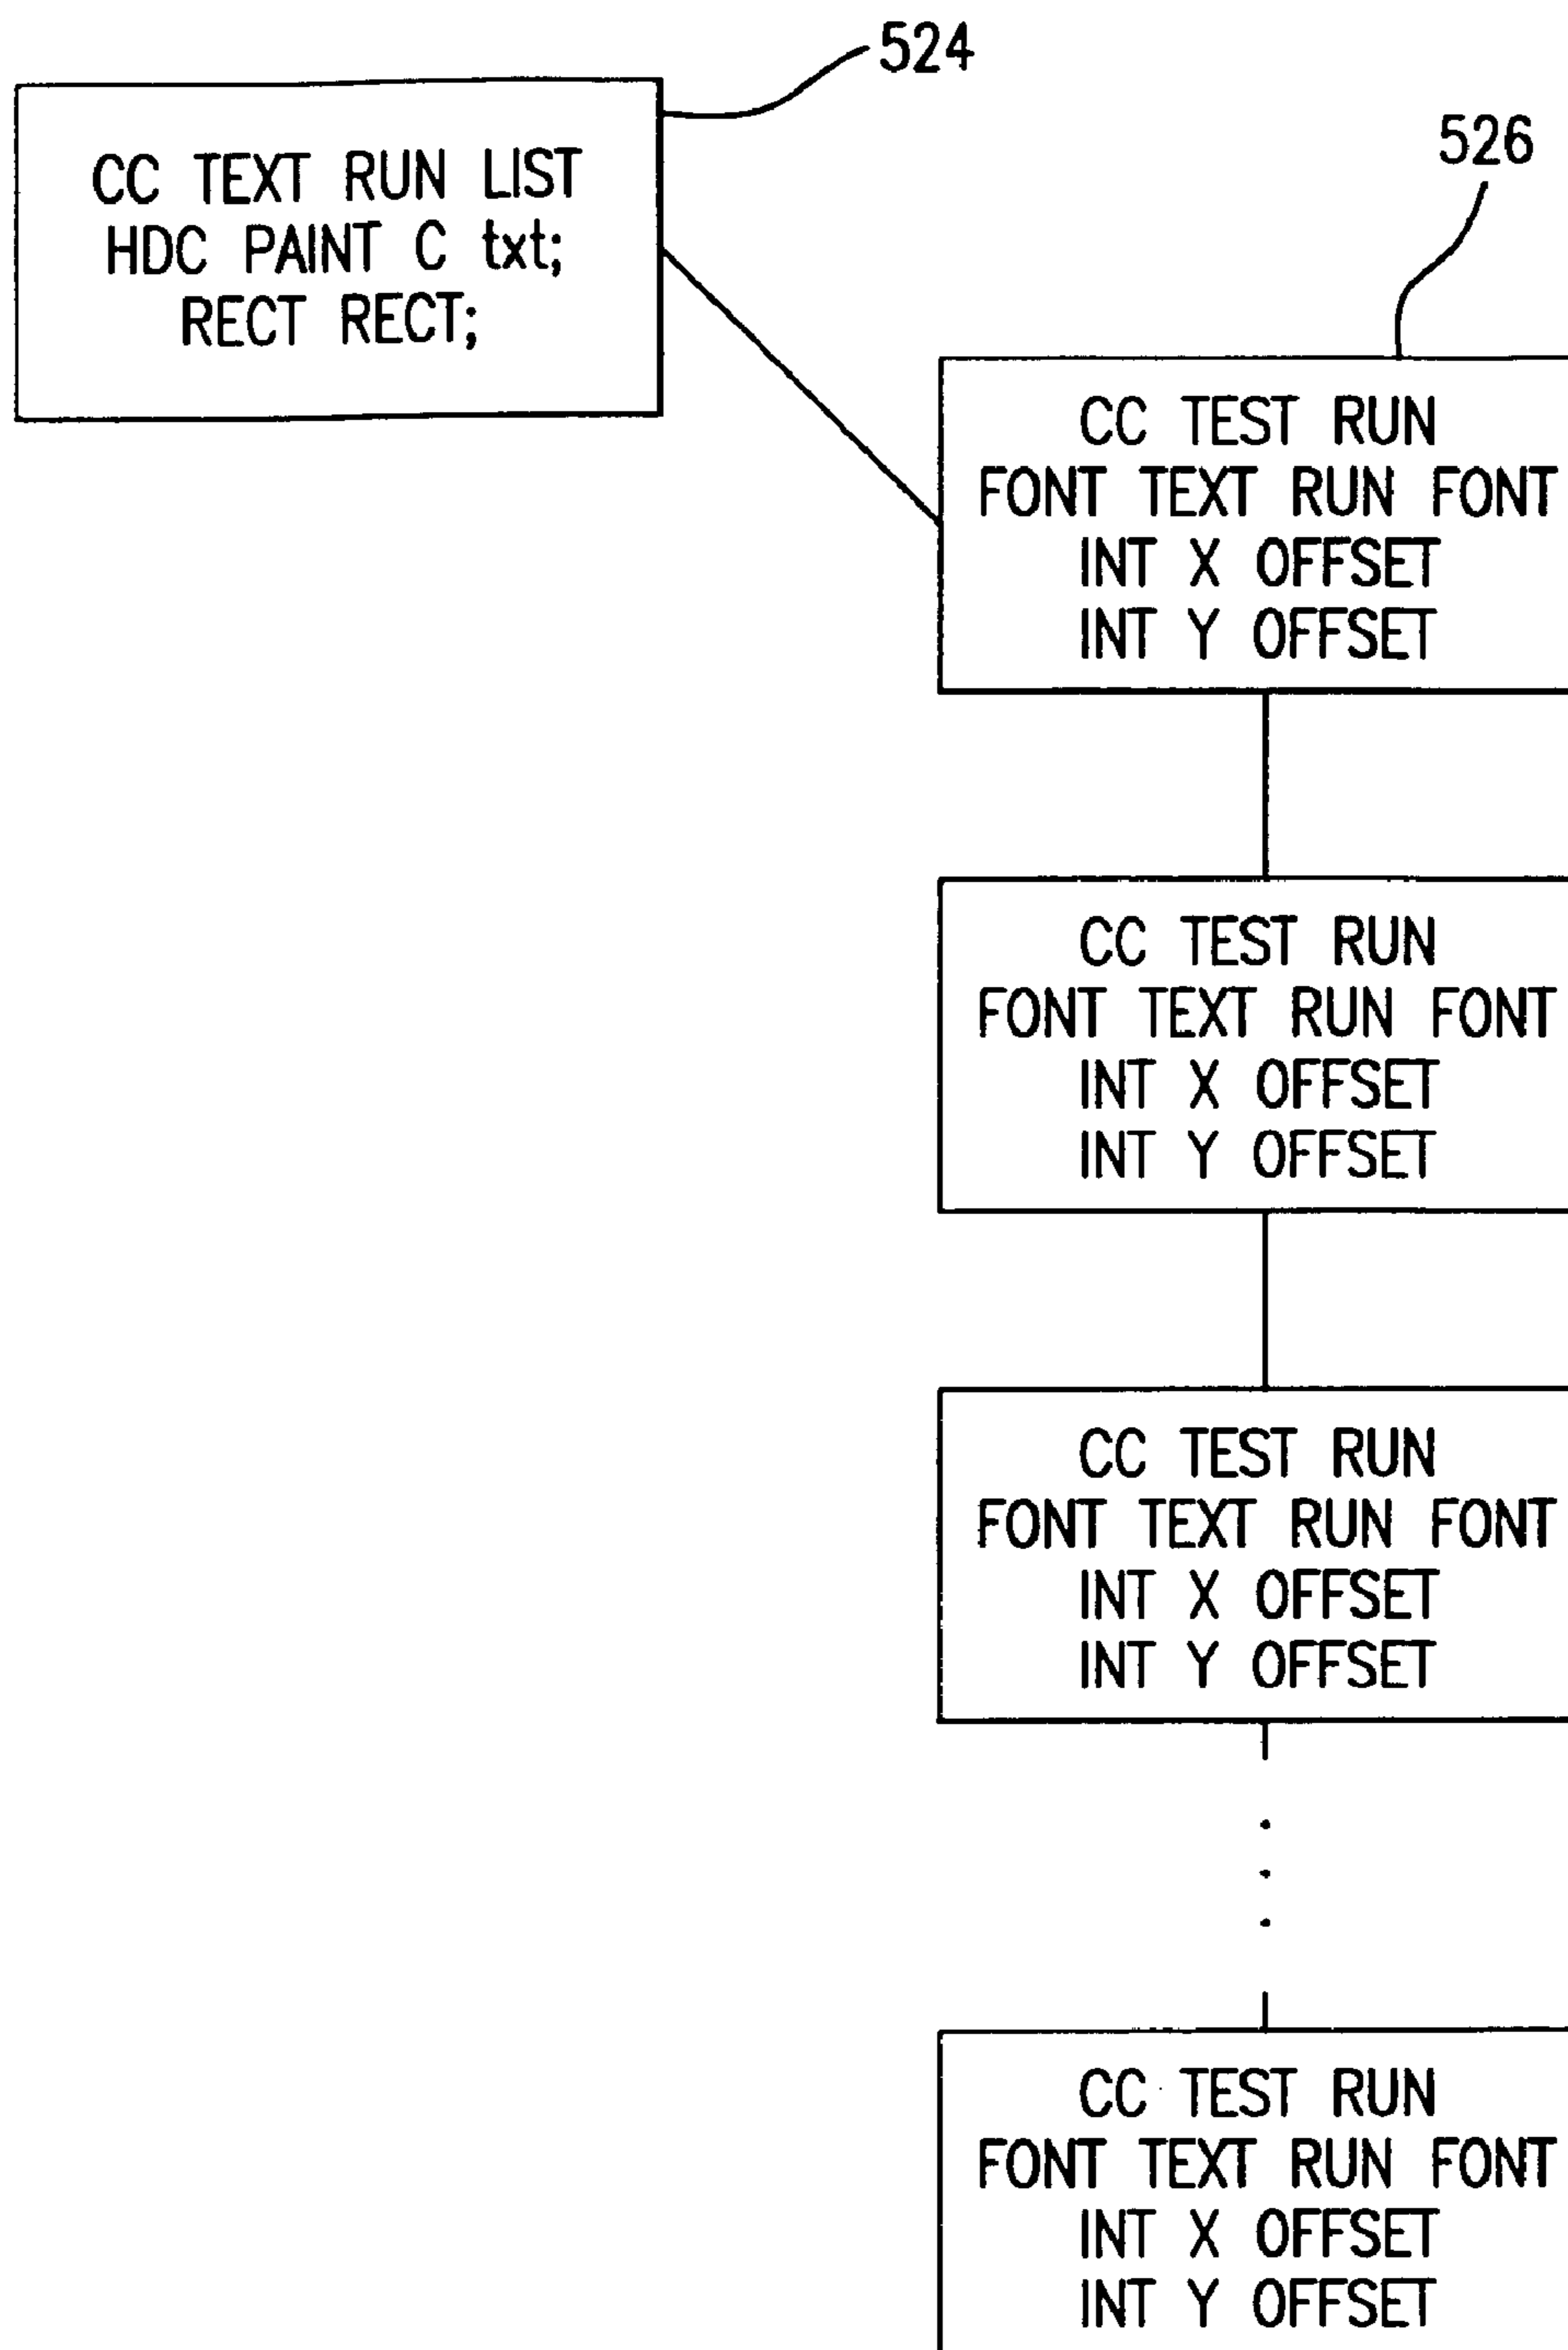 524
CC TEXT RUN LIST
HDC PAINT C txt;
RECT RECT;
526
CC TEST RUN
FONT TEXT RUN FONT
INT X OFFSET
INT Y OFFSET
CC TEST RUN
FONT TEXT RUN FONT
INT X OFFSET
INT Y OFFSET
CC TEST RUN
FONT TEXT RUN FONT
INT X OFFSET
INT Y OFFSET
CC TEST RUN
FONT TEXT RUN FONT
INT X OFFSET
INT Y OFFSET